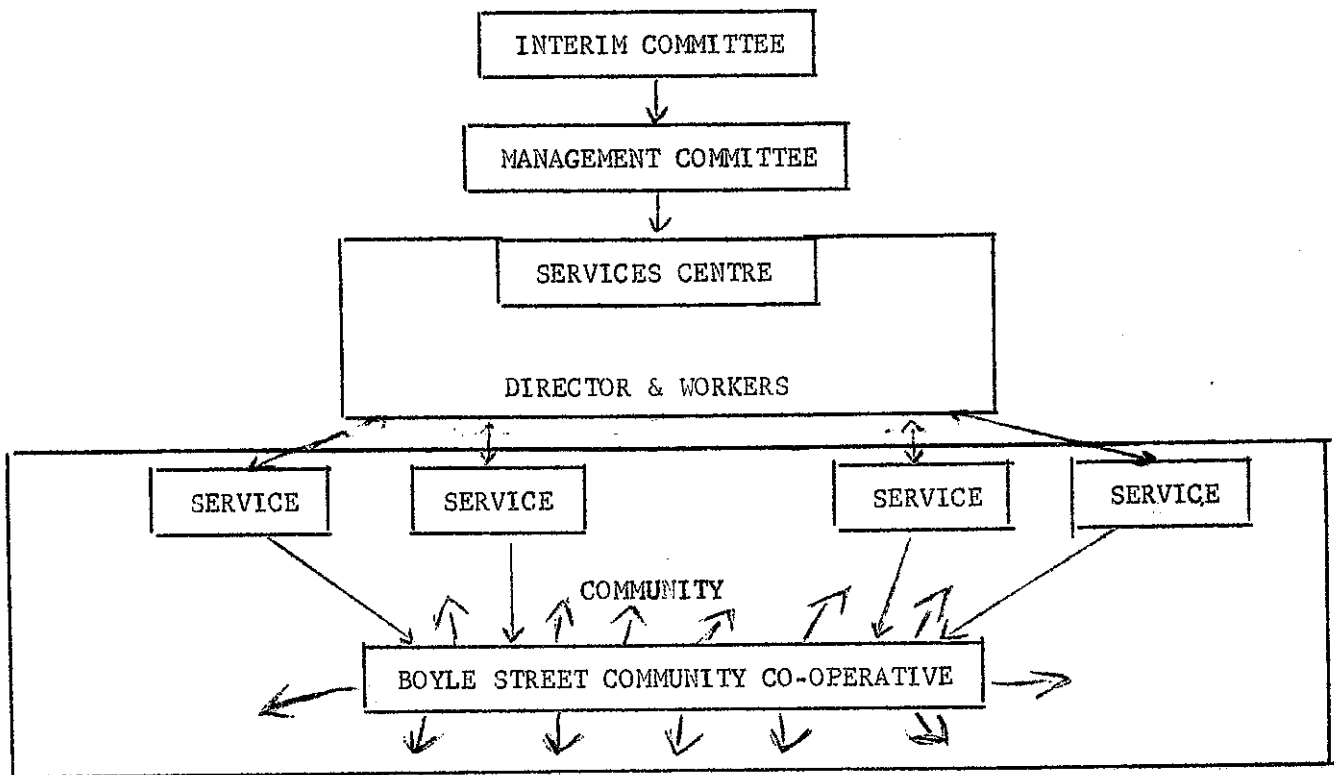 INTERIM COMMITTEE
MANAGEMENT COMMITTEE
SERVICES CENTRE
DIRECTOR & WORKERS
SERVICE
SERVICE
SERVICE
SERVICE
COMMUNITY
BOYLE STREET COMMUNITY CO-OPERATIVE